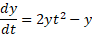 dy/dt = 2yt² − y